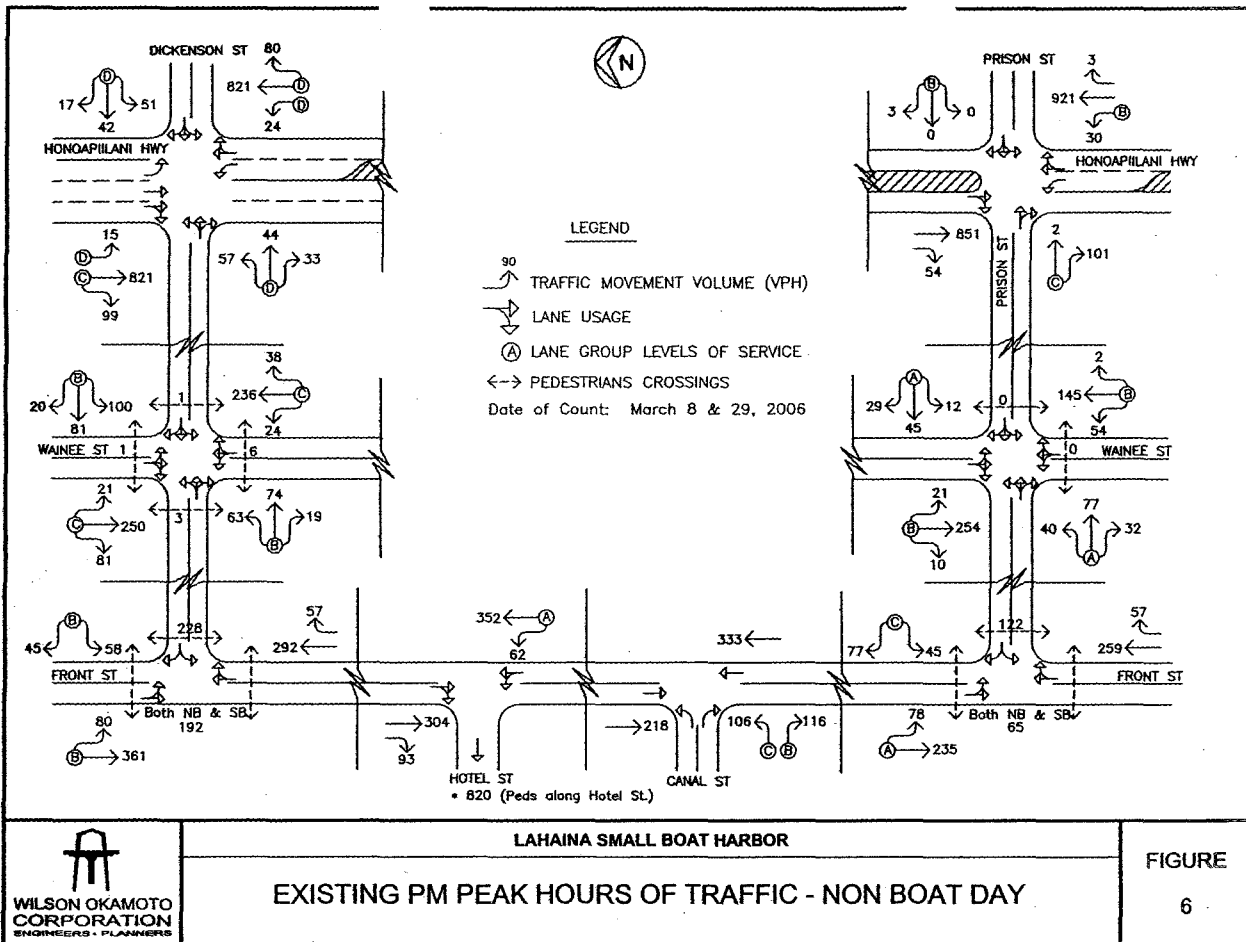 DICKENSON ST
80
821
D
D
24
D
17
51
42
HONOAPIILANI HWY
N
PRISON ST
3
921
B
30
B
3
0
0
HONOAPIILANI HWY
15
D
C
821
99
44
57
33
D
LEGEND
90
TRAFFIC MOVEMENT VOLUME (VPH)
LANE USAGE
A LANE GROUP LEVELS OF SERVICE
PEDESTRIANS CROSSINGS
Date of Count: March 8 & 29, 2006
851
54
PRISON ST
2
101
C
B
20
100
81
1
38
236
C
24
WAINEE ST
1
6
21
C
250
81
3
74
63
19
B
A
29
12
45
0
2
145
B
54
0
WAINEE ST
21
B
254
10
77
40
32
A
B
45
58
228
57
292
FRONT ST
80
B
361
Both NB & SB
192
352
A
62
304
93
HOTEL ST
* 820 (Peds along Hotel St.)
333
218
106
116
C
B
CANAL ST
C
77
45
122
57
259
FRONT ST
78
A
235
Both NB & SB
65
WILSON OKAMOTO
CORPORATION
ENGINEERS • PLANNERS
LAHAINA SMALL BOAT HARBOR
EXISTING PM PEAK HOURS OF TRAFFIC - NON BOAT DAY
FIGURE
6